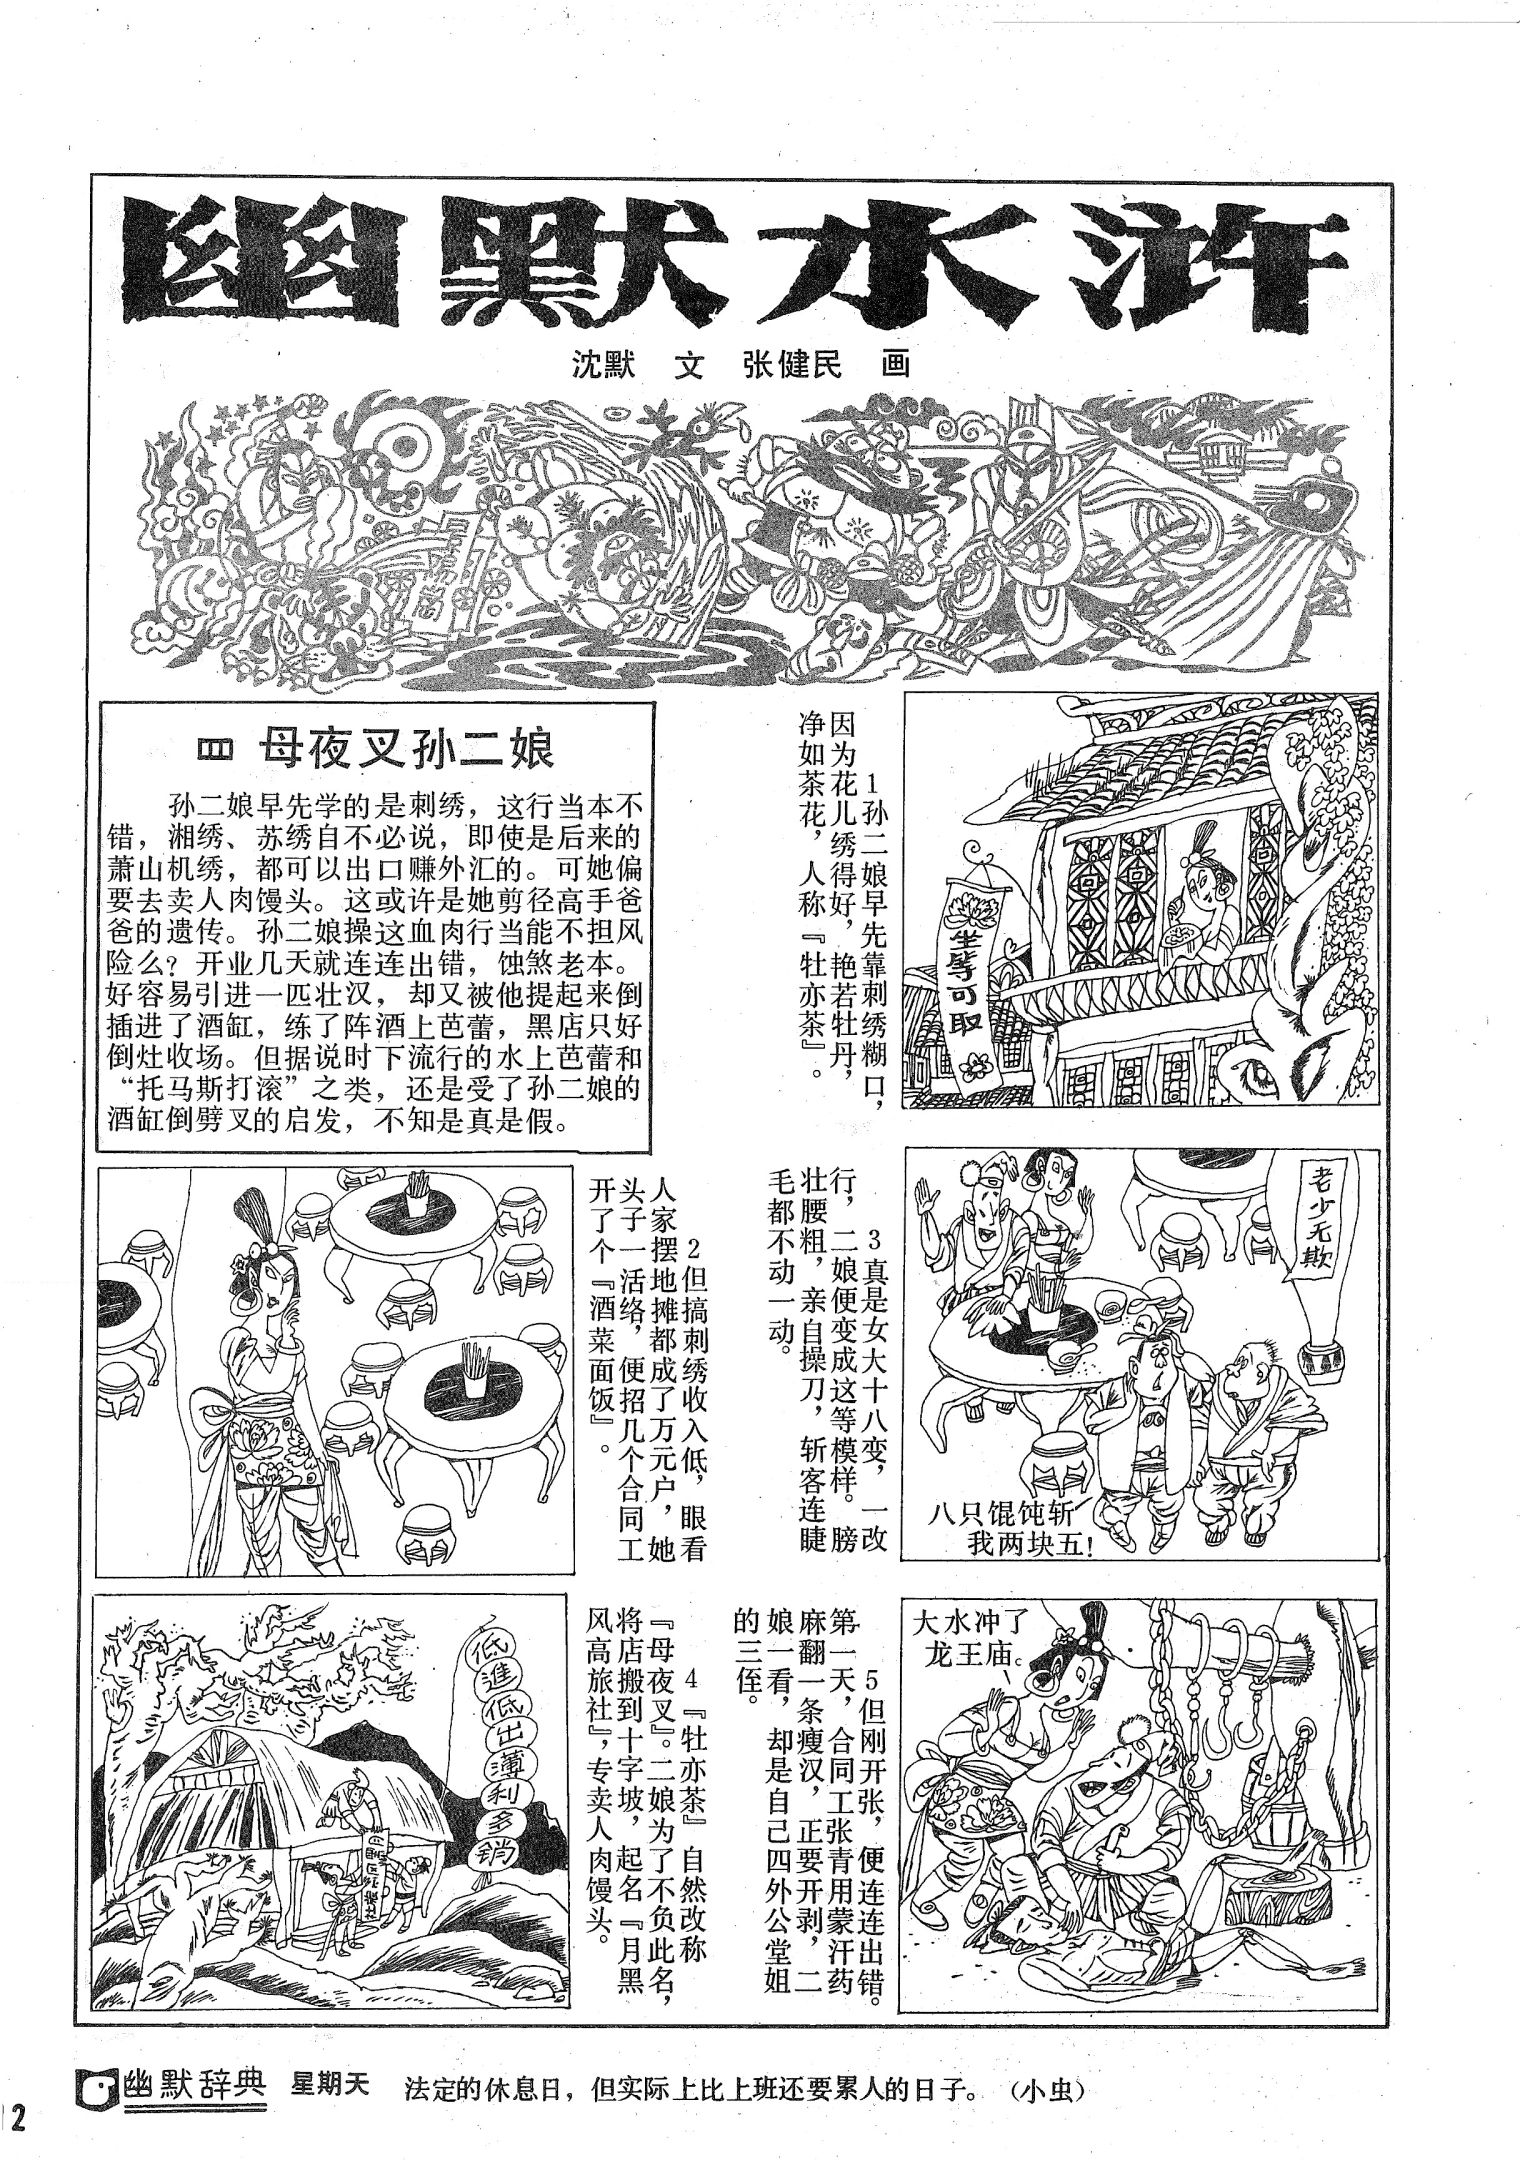 幽默水浒
沈默 文 张健民 画
四 母夜叉孙二娘
孙二娘早先学的是刺绣，这行当本不
错，湘绣、苏绣自不必说，即使是后来的
萧山机绣，都可以出口赚外汇的。可她偏
要去卖人肉馒头。这或许是她剪径高手爸
爸的遗传。孙二娘操这血肉行当能不担风
险么？开业几天就连连出错，蚀煞老本。
好容易引进一匹壮汉，却又被他提起来倒
插进了酒缸，练了阵酒上芭蕾，黑店只好
倒灶收场。但据说时下流行的水上芭蕾和
“托马斯打滚”之类，还是受了孙二娘的
酒缸倒劈叉的启发，不知是真是假。
1孙二娘早先靠刺绣糊口，
因为花儿绣得好，艳若牡丹，
净如茶花，人称『牡亦茶』。
坐等可取
2但搞刺绣收入低，眼看
人家摆地摊都成了万元户，她
头子一活络，便招几个合同工
开了个『酒菜面饭』。
3真是女大十八变，一改
行，二娘便变成这等模样。膀
壮腰粗，亲自操刀，斩客连睫
毛都不动一动。
老少无欺
八只馄饨斩
我两块五！
4『牡亦茶』自然改称
『母夜叉』。二娘为了不负此名，
将店搬到十字坡，起名『月黑
风高旅社』，专卖人肉馒头。
低進低出薄利多销
5但刚开张，便连连出错。
第一天，合同工张青用蒙汗药
麻翻一条瘦汉，正要开剥，二
娘一看，却是自己四外公堂姐
的三侄。
大水冲了
龙王庙。
幽默辞典 星期天 法定的休息日，但实际上比上班还要累人的日子。（小虫）
12